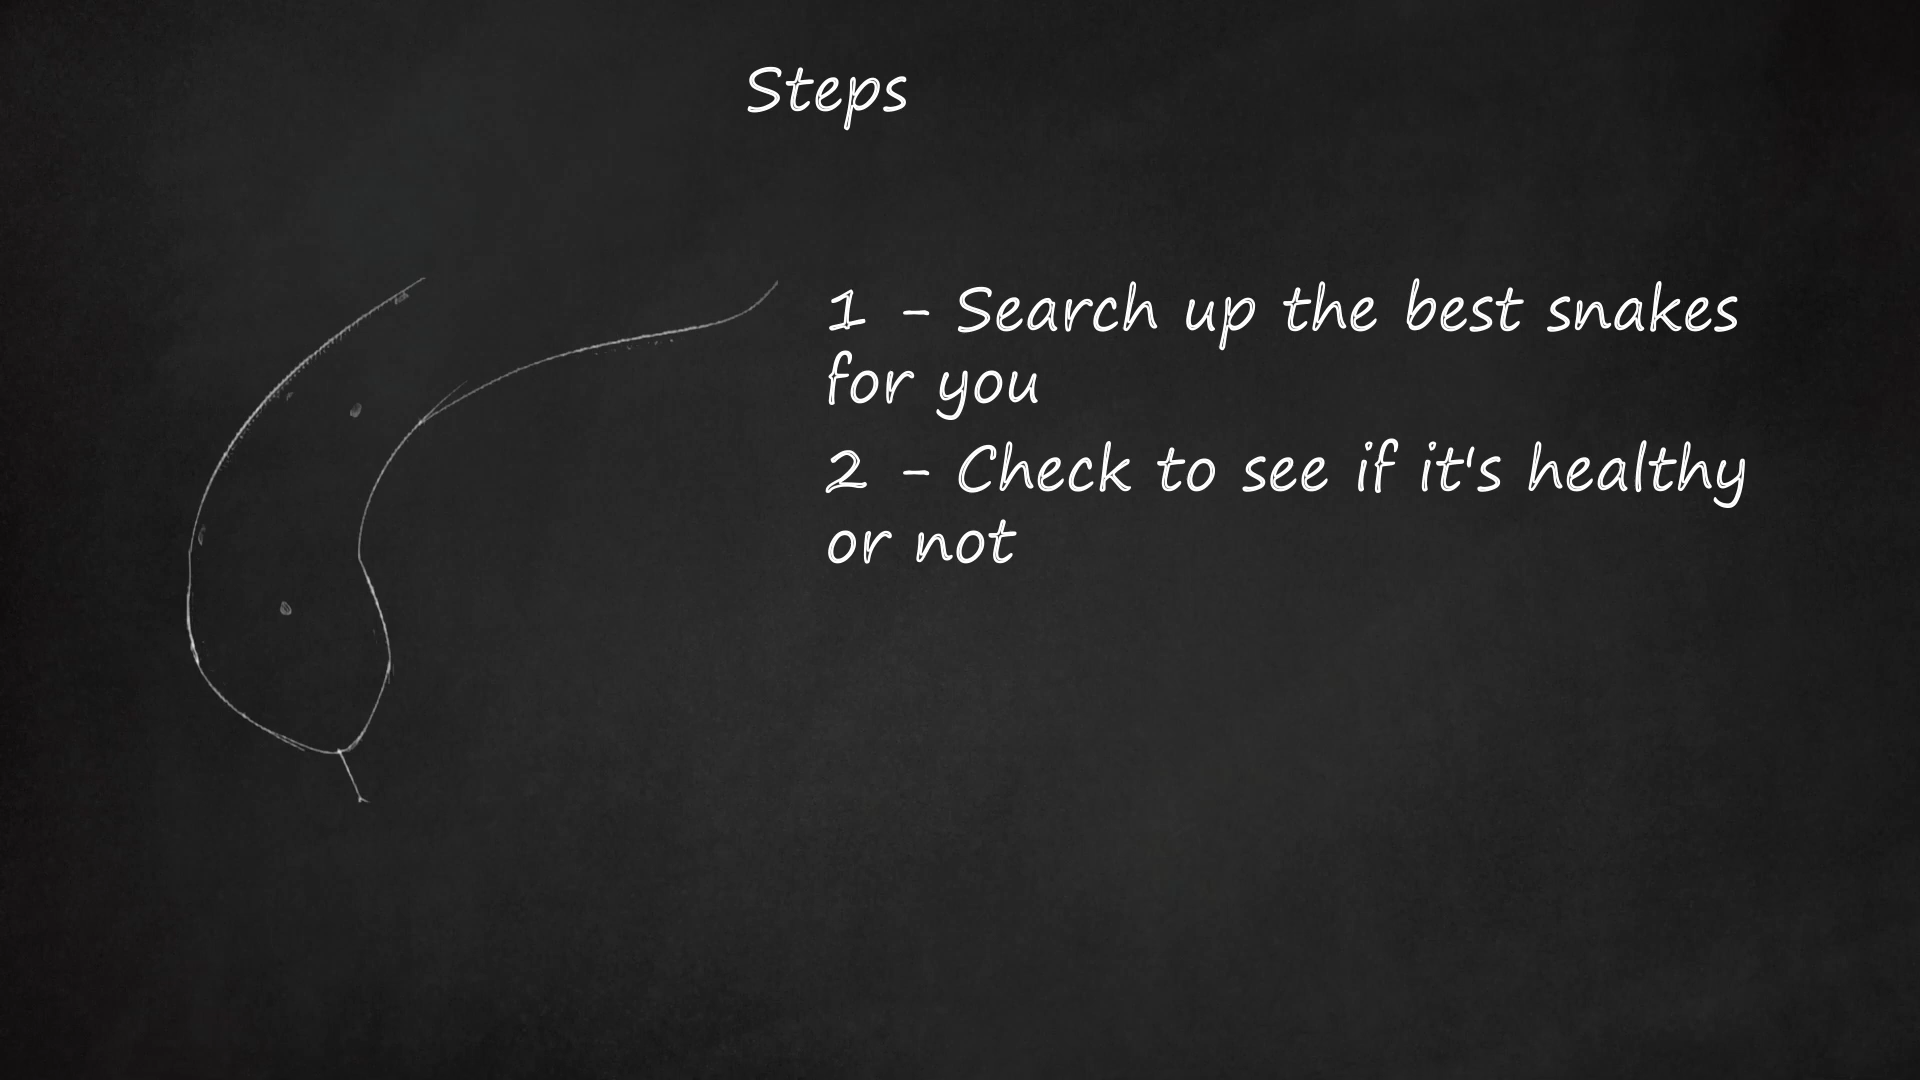 Steps
1 - Search up the best snakes
for you
2 - Check to see if it's healthy
or not